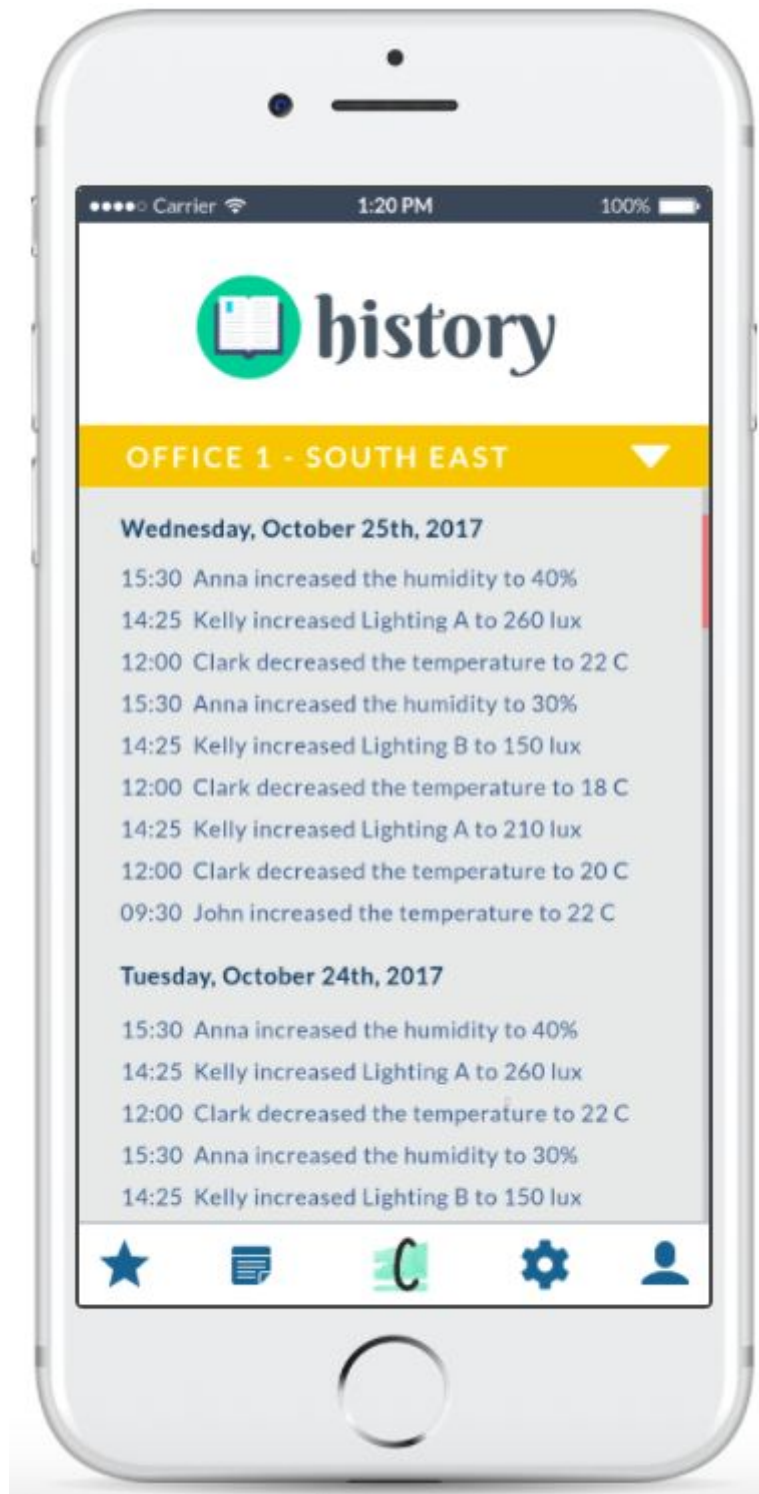 Carrier 1:20 PM 100%
history
OFFICE 1 - SOUTH EAST
Wednesday, October 25th, 2017
15:30 Anna increased the humidity to 40%
14:25 Kelly increased Lighting A to 260 lux
12:00 Clark decreased the temperature to 22 C
15:30 Anna increased the humidity to 30%
14:25 Kelly increased Lighting B to 150 lux
12:00 Clark decreased the temperature to 18 C
14:25 Kelly increased Lighting A to 210 lux
12:00 Clark decreased the temperature to 20 C
09:30 John increased the temperature to 22 C
Tuesday, October 24th, 2017
15:30 Anna increased the humidity to 40%
14:25 Kelly increased Lighting A to 260 lux
12:00 Clark decreased the temperature to 22 C
15:30 Anna increased the humidity to 30%
14:25 Kelly increased Lighting B to 150 lux
C